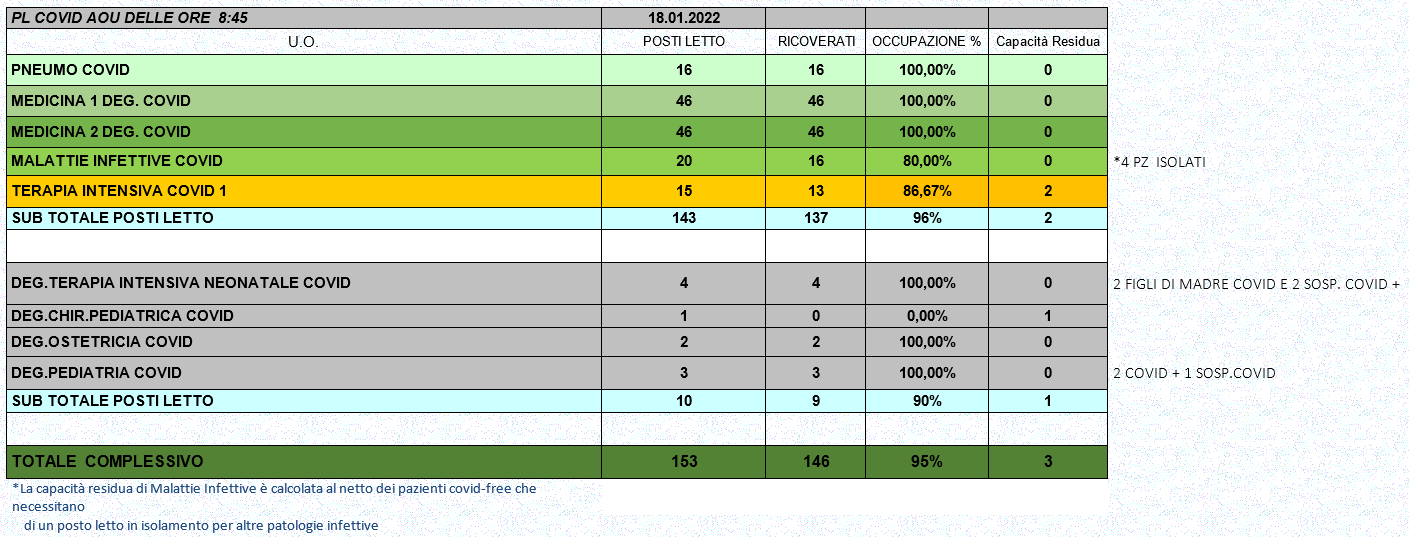 PL COVID AOU DELLE ORE 8:45 18.01.2022
U.O. POSTI LETTO RICOVERATI OCCUPAZIONE % Capacità Residua
PNEUMO COVID 16 16 100,00% 0
MEDICINA 1 DEG. COVID 46 46 100,00% 0
MEDICINA 2 DEG. COVID 46 46 100,00% 0
MALATTIE INFETTIVE COVID 20 16 80,00% 0 *4 PZ ISOLATI
TERAPIA INTENSIVA COVID 1 15 13 86,67% 2
SUB TOTALE POSTI LETTO 143 137 96% 2
DEG.TERAPIA INTENSIVA NEONATALE COVID 4 4 100,00% 0 2 FIGLI DI MADRE COVID E 2 SOSP. COVID +
DEG.CHIR.PEDIATRICA COVID 1 0 0,00% 1
DEG.OSTETRICIA COVID 2 2 100,00% 0
DEG.PEDIATRIA COVID 3 3 100,00% 0 2 COVID + 1 SOSP.COVID
SUB TOTALE POSTI LETTO 10 9 90% 1
TOTALE COMPLESSIVO 153 146 95% 3
*La capacità residua di Malattie Infettive è calcolata al netto dei pazienti covid-free che
necessitano
di un posto letto in isolamento per altre patologie infettive